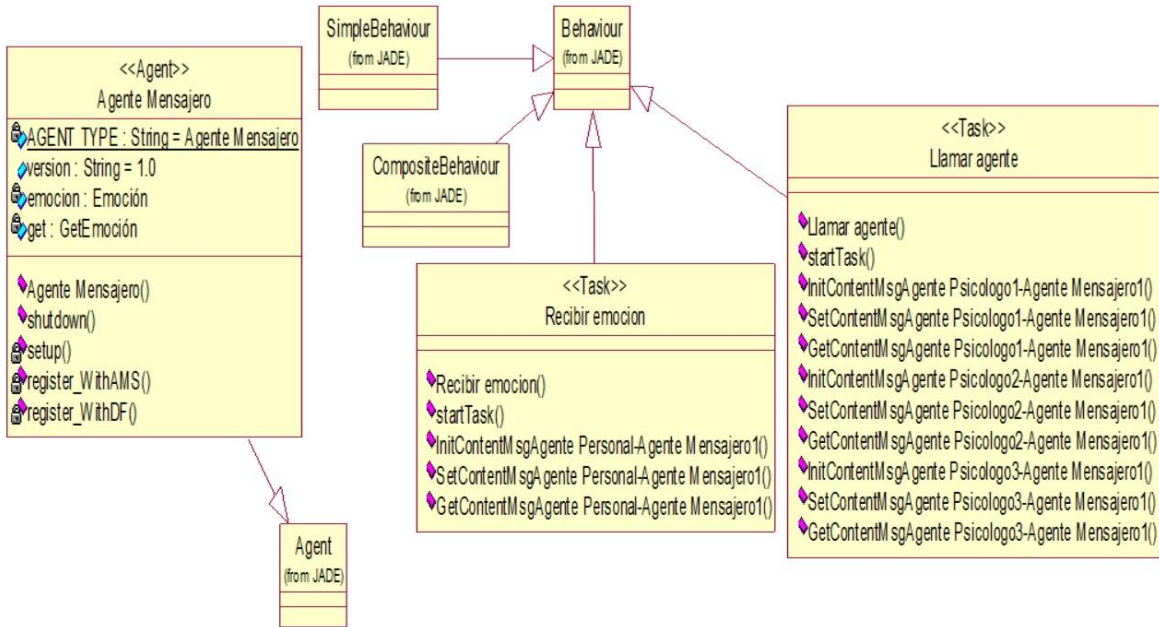 <<Agent>>
Agente Mensajero
AGENT TYPE : String = Agente Mensajero
version : String = 1.0
emocion : Emoción
get : GetEmoción
Agente Mensajero()
shutdown()
setup()
register_WithAMS()
register_WithDF()
Agent
(from JADE)
SimpleBehaviour
(from JADE)
Behaviour
(from JADE)
CompositeBehaviour
(from JADE)
<<Task>>
Recibir emocion
Recibir emocion()
startTask()
InitContentMsgAgente Personal-Agente Mensajero1()
SetContentMsgAgente Personal-Agente Mensajero1()
GetContentMsgAgente Personal-Agente Mensajero1()
<<Task>>
Llamar agente
Llamar agente()
startTask()
InitContentMsgAgente Psicologo1-Agente Mensajero1()
SetContentMsgAgente Psicologo1-Agente Mensajero1()
GetContentMsgAgente Psicologo1-Agente Mensajero1()
InitContentMsgAgente Psicologo2-Agente Mensajero1()
SetContentMsgAgente Psicologo2-Agente Mensajero1()
GetContentMsgAgente Psicologo2-Agente Mensajero1()
InitContentMsgAgente Psicologo3-Agente Mensajero1()
SetContentMsgAgente Psicologo3-Agente Mensajero1()
GetContentMsgAgente Psicologo3-Agente Mensajero1()